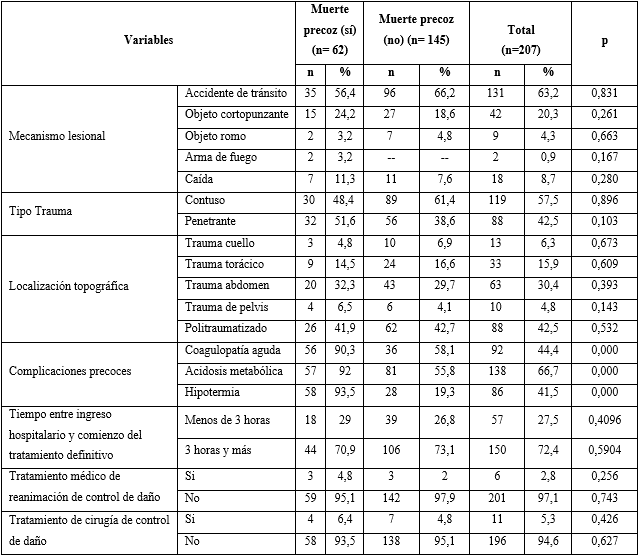 Variables | Muerte precoz (sí) (n= 62) | Muerte precoz (no) (n= 145) | Total (n=207) | p
n | % | n | % | n | %
Mecanismo lesional
Accidente de tránsito | 35 | 56,4 | 96 | 66,2 | 131 | 63,2 | 0,831
Objeto cortopunzante | 15 | 24,2 | 27 | 18,6 | 42 | 20,3 | 0,261
Objeto romo | 2 | 3,2 | 7 | 4,8 | 9 | 4,3 | 0,663
Arma de fuego | 2 | 3,2 | -- | -- | 2 | 0,9 | 0,167
Caída | 7 | 11,3 | 11 | 7,6 | 18 | 8,7 | 0,280
Tipo Trauma
Contuso | 30 | 48,4 | 89 | 61,4 | 119 | 57,5 | 0,896
Penetrante | 32 | 51,6 | 56 | 38,6 | 88 | 42,5 | 0,103
Localización topográfica
Trauma cuello | 3 | 4,8 | 10 | 6,9 | 13 | 6,3 | 0,673
Trauma torácico | 9 | 14,5 | 24 | 16,6 | 33 | 15,9 | 0,609
Trauma abdomen | 20 | 32,3 | 43 | 29,7 | 63 | 30,4 | 0,393
Trauma de pelvis | 4 | 6,5 | 6 | 4,1 | 10 | 4,8 | 0,143
Politraumatizado | 26 | 41,9 | 62 | 42,7 | 88 | 42,5 | 0,532
Complicaciones precoces
Coagulopatía aguda | 56 | 90,3 | 36 | 58,1 | 92 | 44,4 | 0,000
Acidosis metabólica | 57 | 92 | 81 | 55,8 | 138 | 66,7 | 0,000
Hipotermia | 58 | 93,5 | 28 | 19,3 | 86 | 41,5 | 0,000
Tiempo entre ingreso
hospitalario y comienzo del
tratamiento definitivo
Menos de 3 horas | 18 | 29 | 39 | 26,8 | 57 | 27,5 | 0,4096
3 horas y más | 44 | 70,9 | 106 | 73,1 | 150 | 72,4 | 0,5904
Tratamiento médico de
reanimación de control de daño
Si | 3 | 4,8 | 3 | 2 | 6 | 2,8 | 0,256
No | 59 | 95,1 | 142 | 97,9 | 201 | 97,1 | 0,743
Tratamiento de cirugía de control
de daño
Si | 4 | 6,4 | 7 | 4,8 | 11 | 5,3 | 0,426
No | 58 | 93,5 | 138 | 95,1 | 196 | 94,6 | 0,627